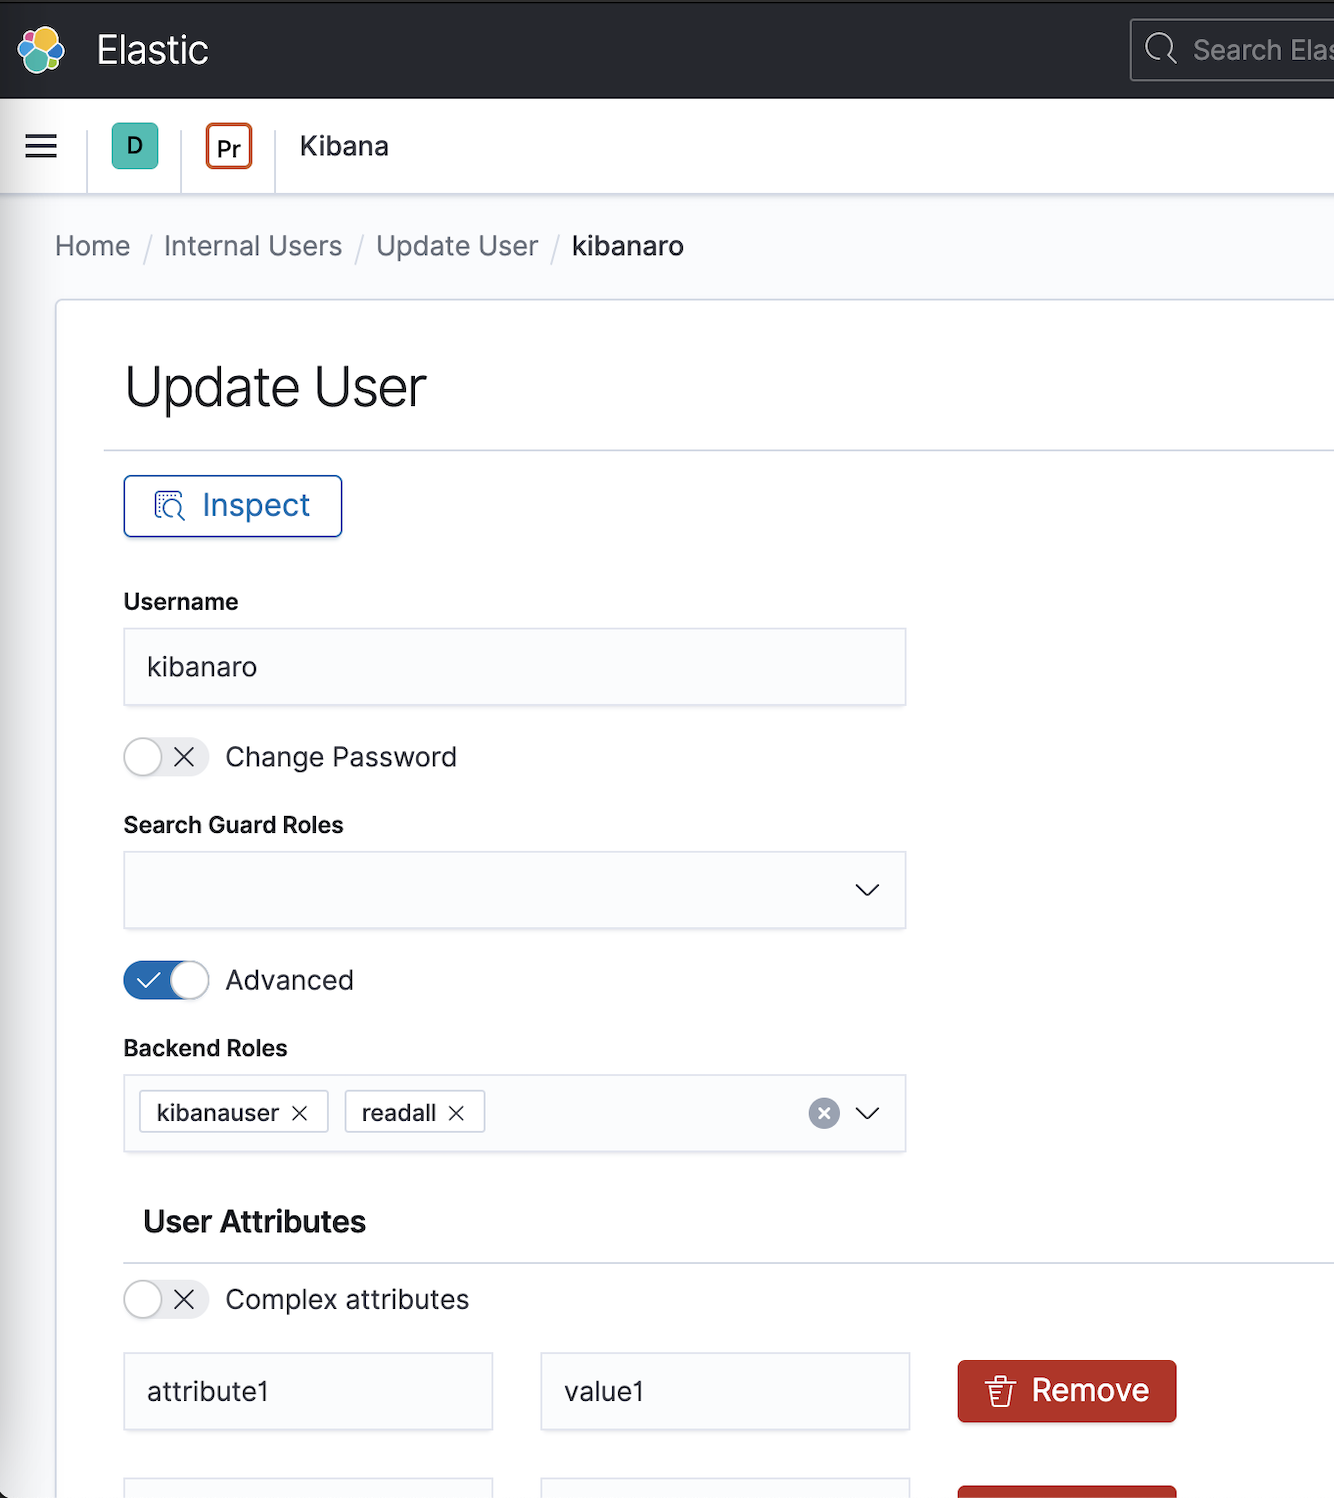 Elastic
Search Elas
D
Pr
Kibana
Home / Internal Users / Update User / kibanaro
Update User
Inspect
Username
kibanaro
Change Password
Search Guard Roles
Advanced
Backend Roles
kibanauser readall
User Attributes
Complex attributes
attribute1 value1 Remove